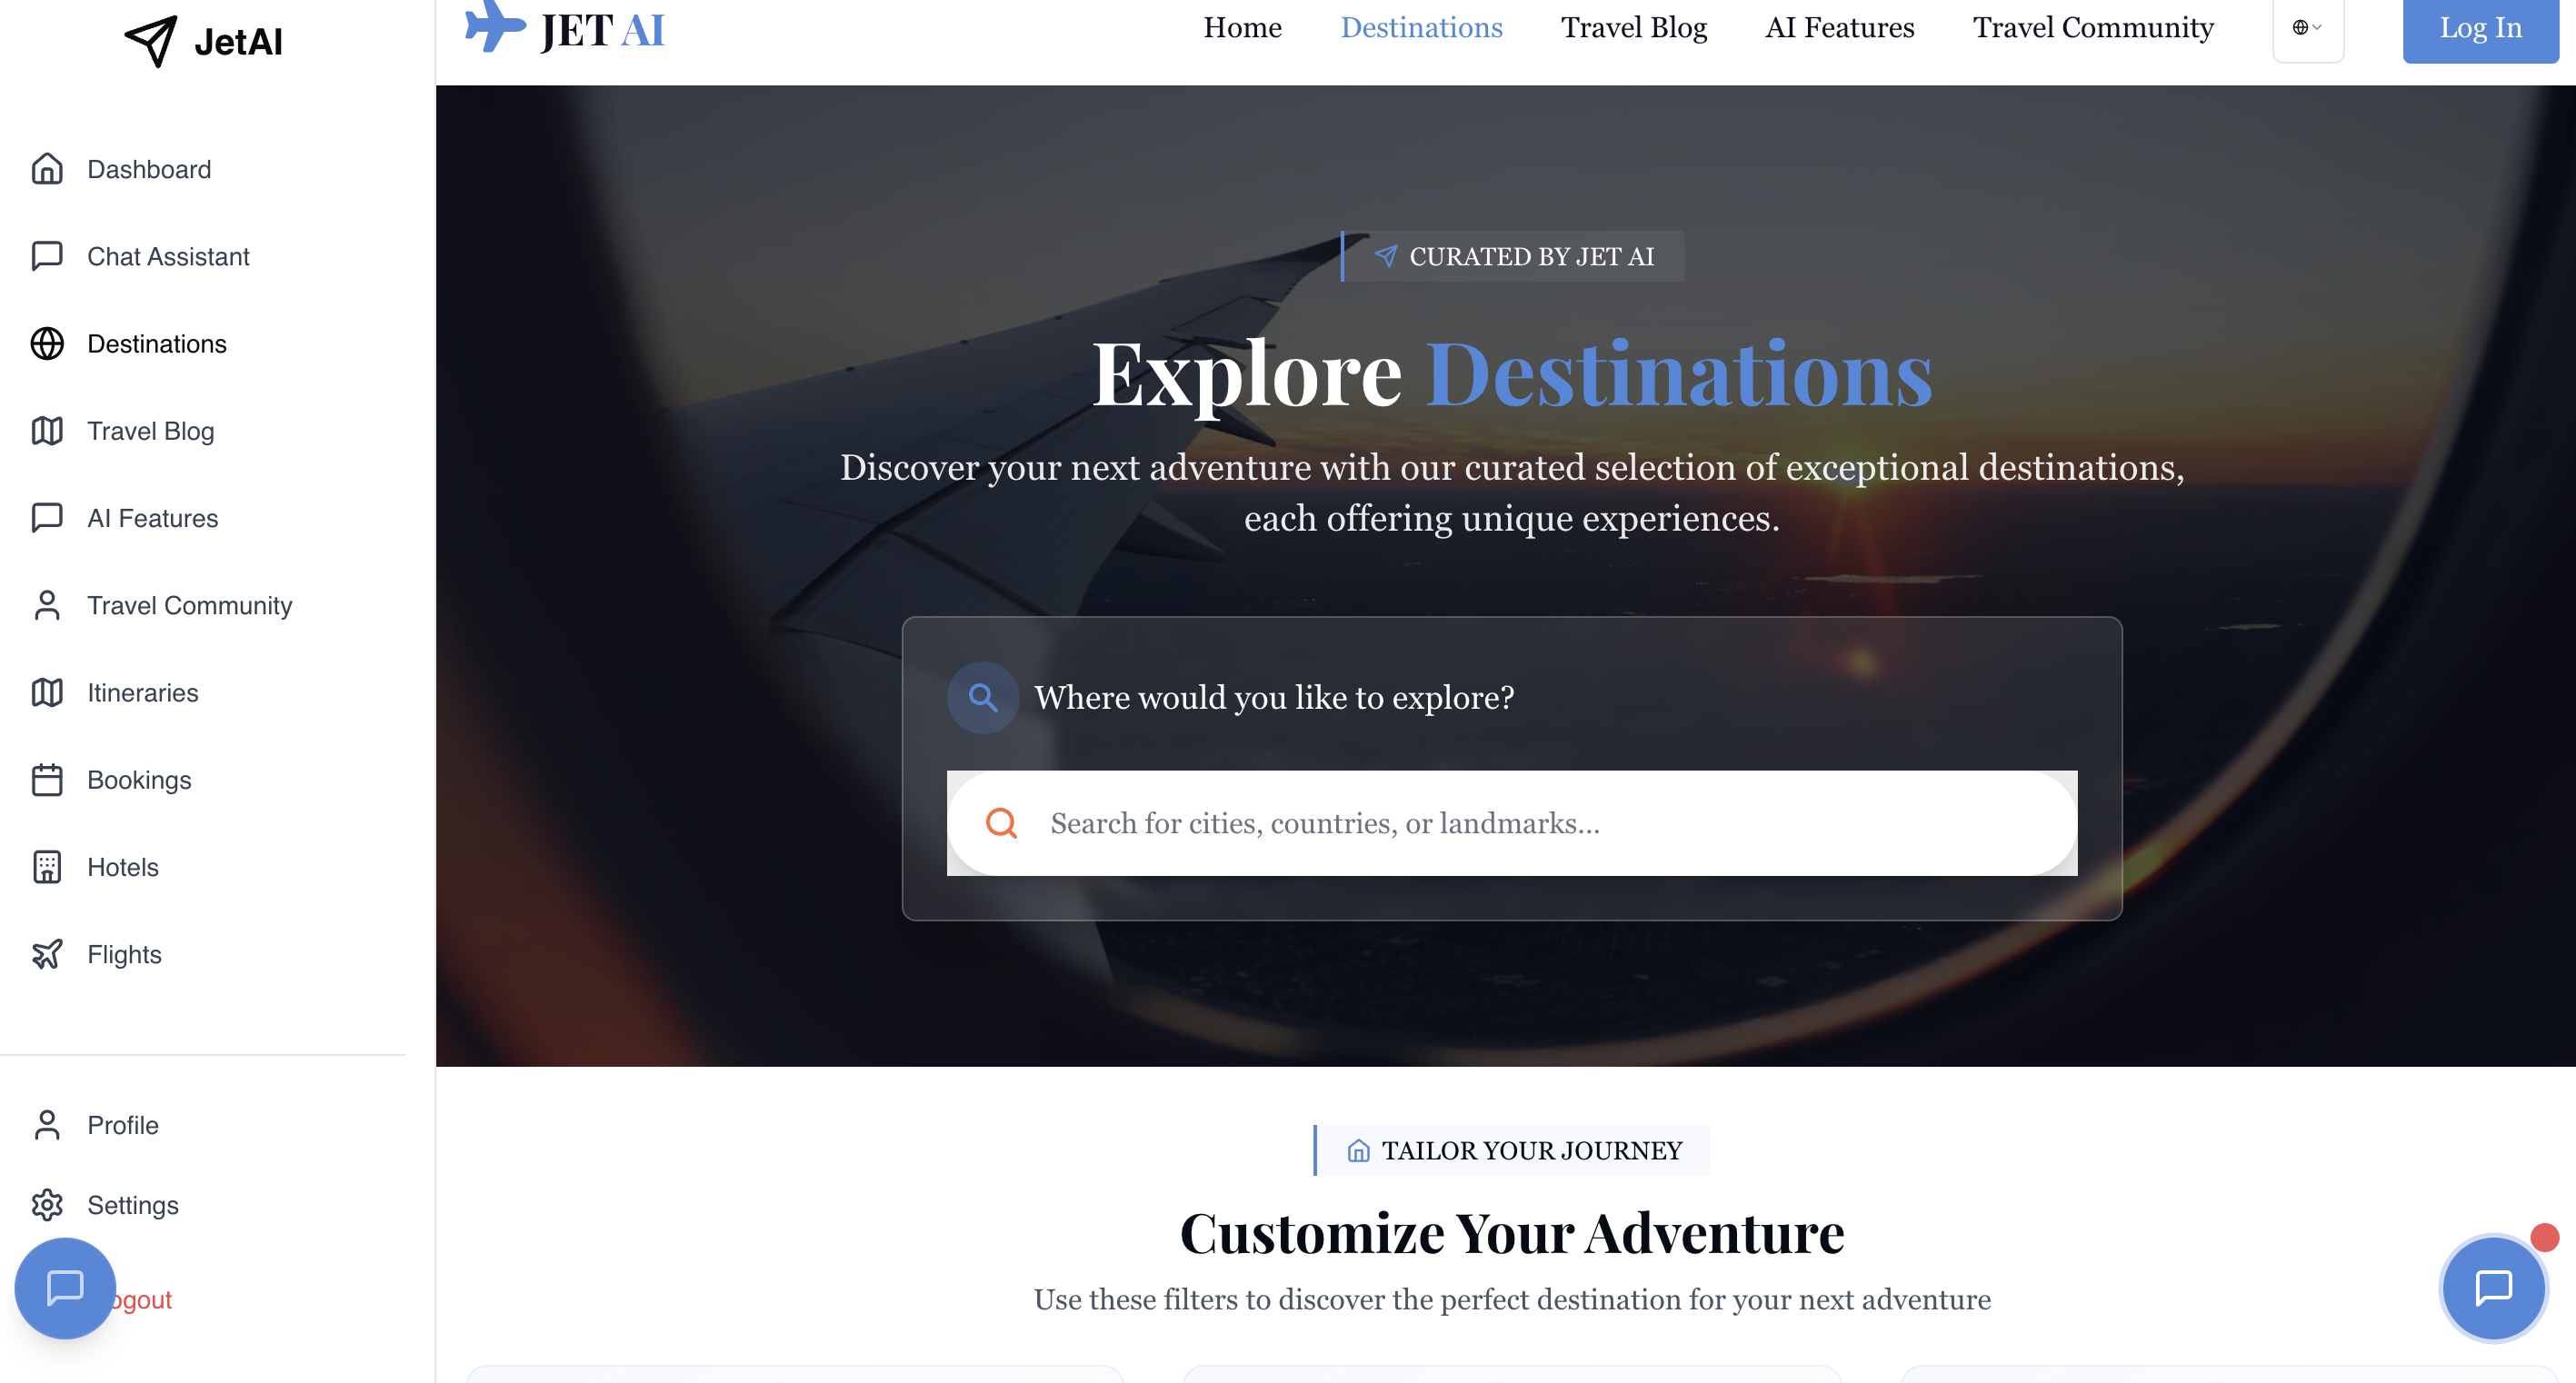 JetAI
Dashboard
Chat Assistant
Destinations
Travel Blog
AI Features
Travel Community
Itineraries
Bookings
Hotels
Flights
Profile
Settings
ogout
JET AI
Home
Destinations
Travel Blog
AI Features
Travel Community
Log In
CURATED BY JET AI
Explore Destinations
Discover your next adventure with our curated selection of exceptional destinations,
each offering unique experiences.
Where would you like to explore?
Search for cities, countries, or landmarks...
TAILOR YOUR JOURNEY
Customize Your Adventure
Use these filters to discover the perfect destination for your next adventure